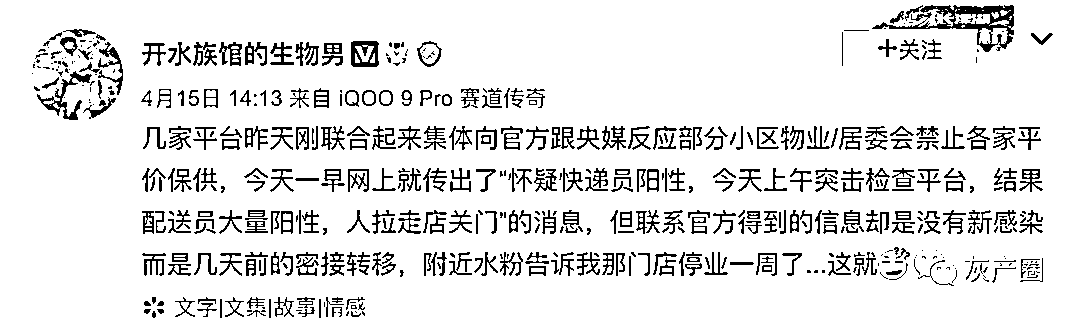 开水族馆的生物男
+关注
4月15日 14:13 来自 iQOO 9 Pro 赛道传奇
几家平台昨天刚联合起来集体向官方跟央媒反应部分小区物业/居委会禁止各家平
价保供，今天一早网上就传出了“怀疑快递员阳性，今天上午突击检查平台，结果
配送员大量阳性，人拉走店关门”的消息，但联系官方得到的信息却是没有新感染
而是几天前的密接转移，附近水粉告诉我那门店停业一周了...这就
灰产圈
文字|文集|故事|情感